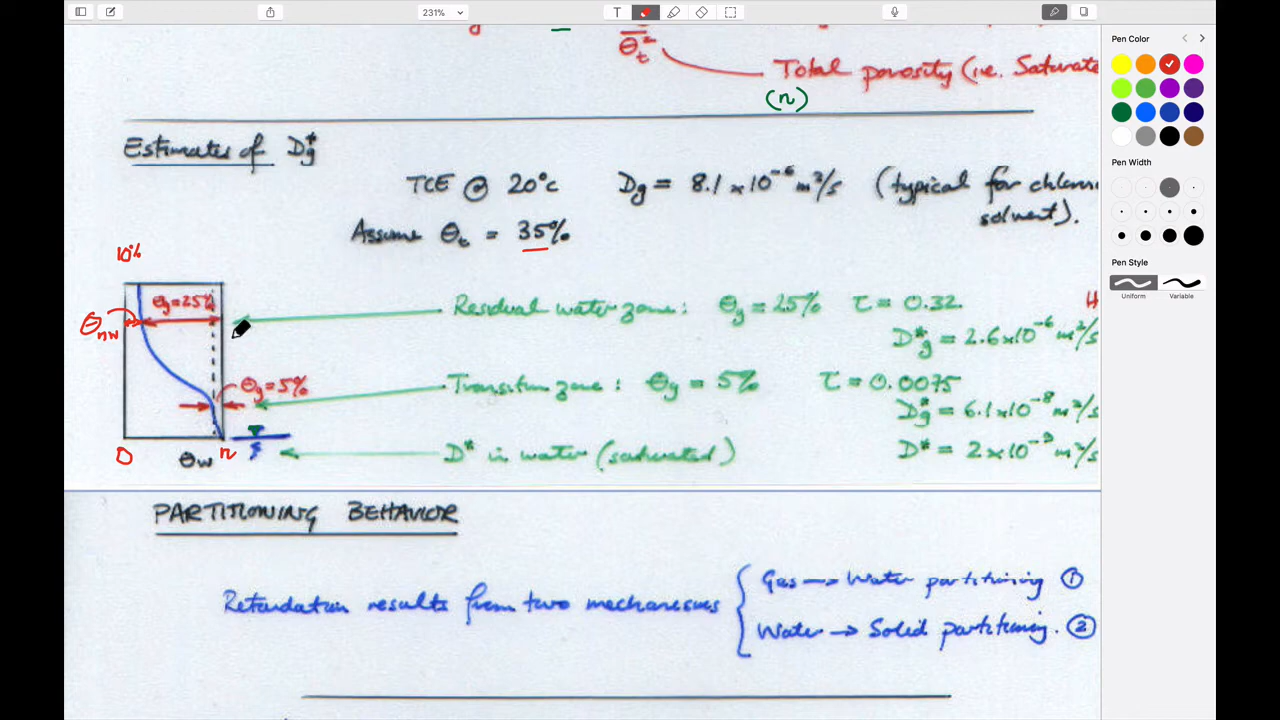 231%
T
θt²
Total porosity (i.e. Saturate
(n)
Estimates of Dg*
TCE @ 20°C Dg = 8.1 x 10⁻⁶ m²/s (typical for chlorin
solvent).
Assume θt = 35%
10%
θg=25%
θnw
Residual water zone: θg = 25% τ = 0.32
Dg* = 2.6x10⁻⁶ m²/s
θg=5%
Transition zone: θg = 5% τ = 0.0075
Dg* = 6.1x10⁻⁸ m²/s
0 θw n
D* in water (saturated) D* = 2x10⁻⁹ m²/s
PARTITIONING BEHAVIOR
Retardation results from two mechanisms
Gas → Water partitioning ①
Water → Solid partitioning. ②
Pen Color
Pen Width
Pen Style
Uniform
Variable